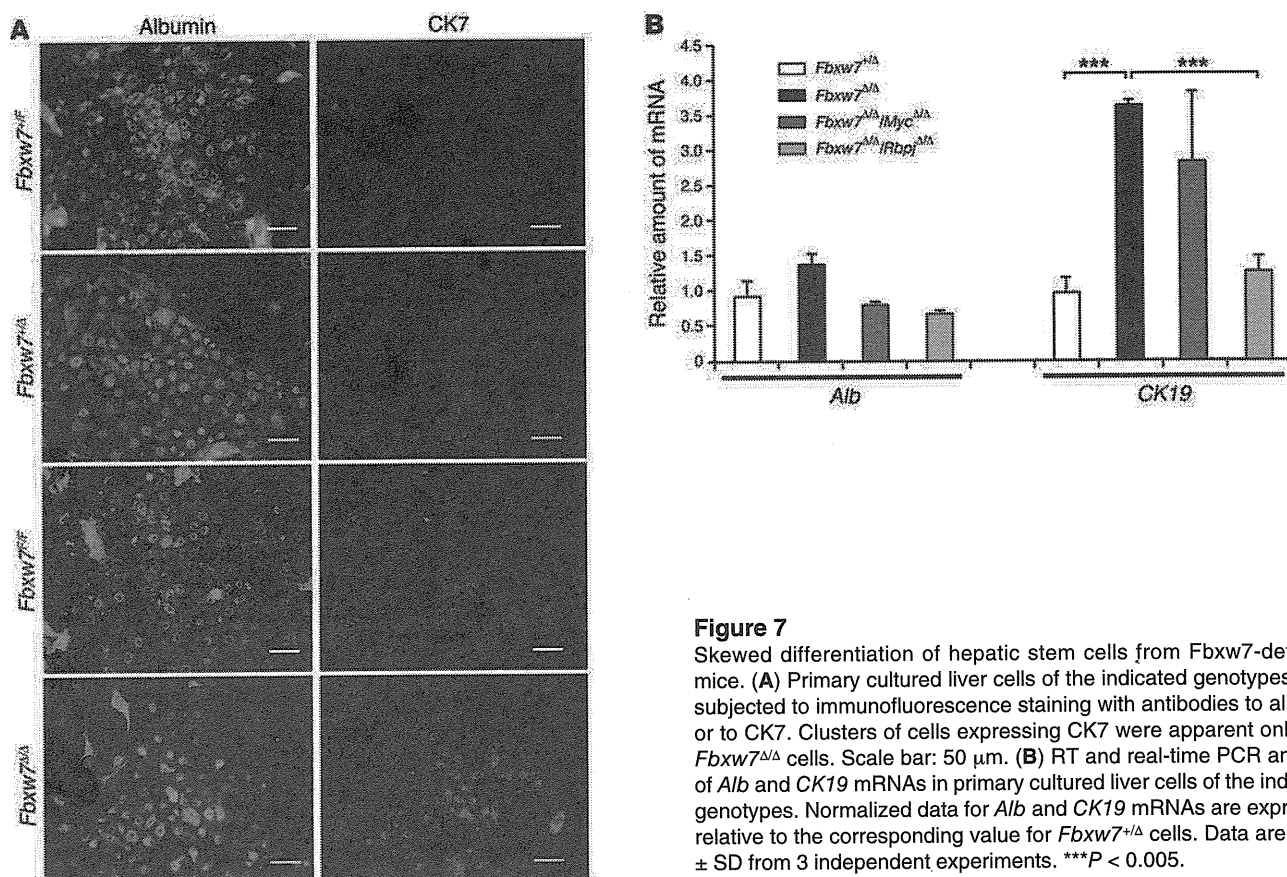 A
Albumin
CK7
Fbxw7+/F
Fbxw7+/Δ
Fbxw7F/F
Fbxw7Δ/Δ
B
Relative amount of mRNA
4.5
4.0
3.5
3.0
2.5
2.0
1.5
1.0
0.5
0
Fbxw7+/Δ
Fbxw7Δ/Δ
Fbxw7Δ/Δ/MycΔ/Δ
Fbxw7Δ/Δ/RbpjΔ/Δ
***
***
Alb
CK19
Figure 7
Skewed differentiation of hepatic stem cells from Fbxw7-de
mice. (A) Primary cultured liver cells of the indicated genotypes
subjected to immunofluorescence staining with antibodies to al
or to CK7. Clusters of cells expressing CK7 were apparent onl
Fbxw7Δ/Δ cells. Scale bar: 50 μm. (B) RT and real-time PCR ar
of Alb and CK19 mRNAs in primary cultured liver cells of the ind
genotypes. Normalized data for Alb and CK19 mRNAs are expr
relative to the corresponding value for Fbxw7+/Δ cells. Data are
± SD from 3 independent experiments. ***P < 0.005.